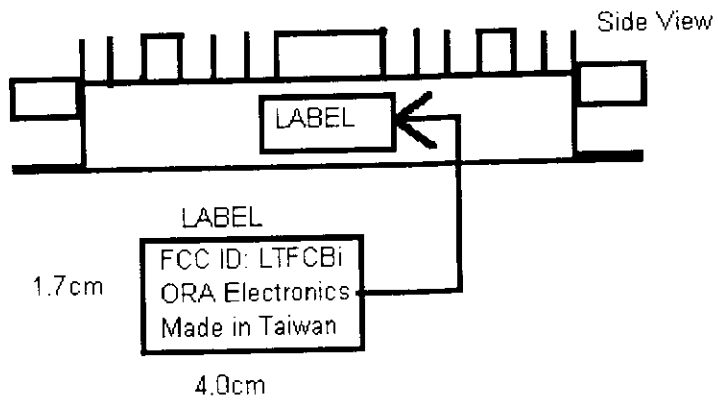 Side View
LABEL
LABEL
FCC ID: LTFCBi
1.7cm
ORA Electronics
Made in Taiwan
4.0cm